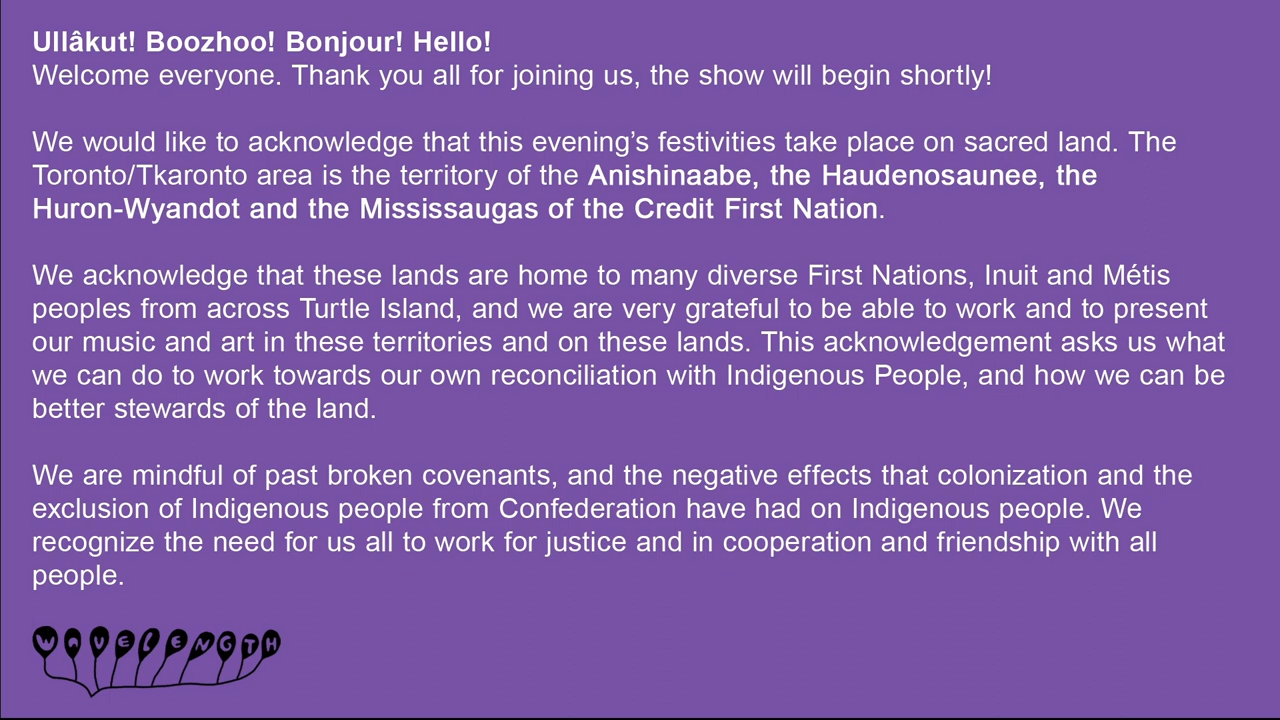 Ullâkut! Boozhoo! Bonjour! Hello!
Welcome everyone. Thank you all for joining us, the show will begin shortly!
We would like to acknowledge that this evening’s festivities take place on sacred land. The
Toronto/Tkaronto area is the territory of the Anishinaabe, the Haudenosaunee, the
Huron-Wyandot and the Mississaugas of the Credit First Nation.
We acknowledge that these lands are home to many diverse First Nations, Inuit and Métis
peoples from across Turtle Island, and we are very grateful to be able to work and to present
our music and art in these territories and on these lands. This acknowledgement asks us what
we can do to work towards our own reconciliation with Indigenous People, and how we can be
better stewards of the land.
We are mindful of past broken covenants, and the negative effects that colonization and the
exclusion of Indigenous people from Confederation have had on Indigenous people. We
recognize the need for us all to work for justice and in cooperation and friendship with all
people.
WAVELENGTH